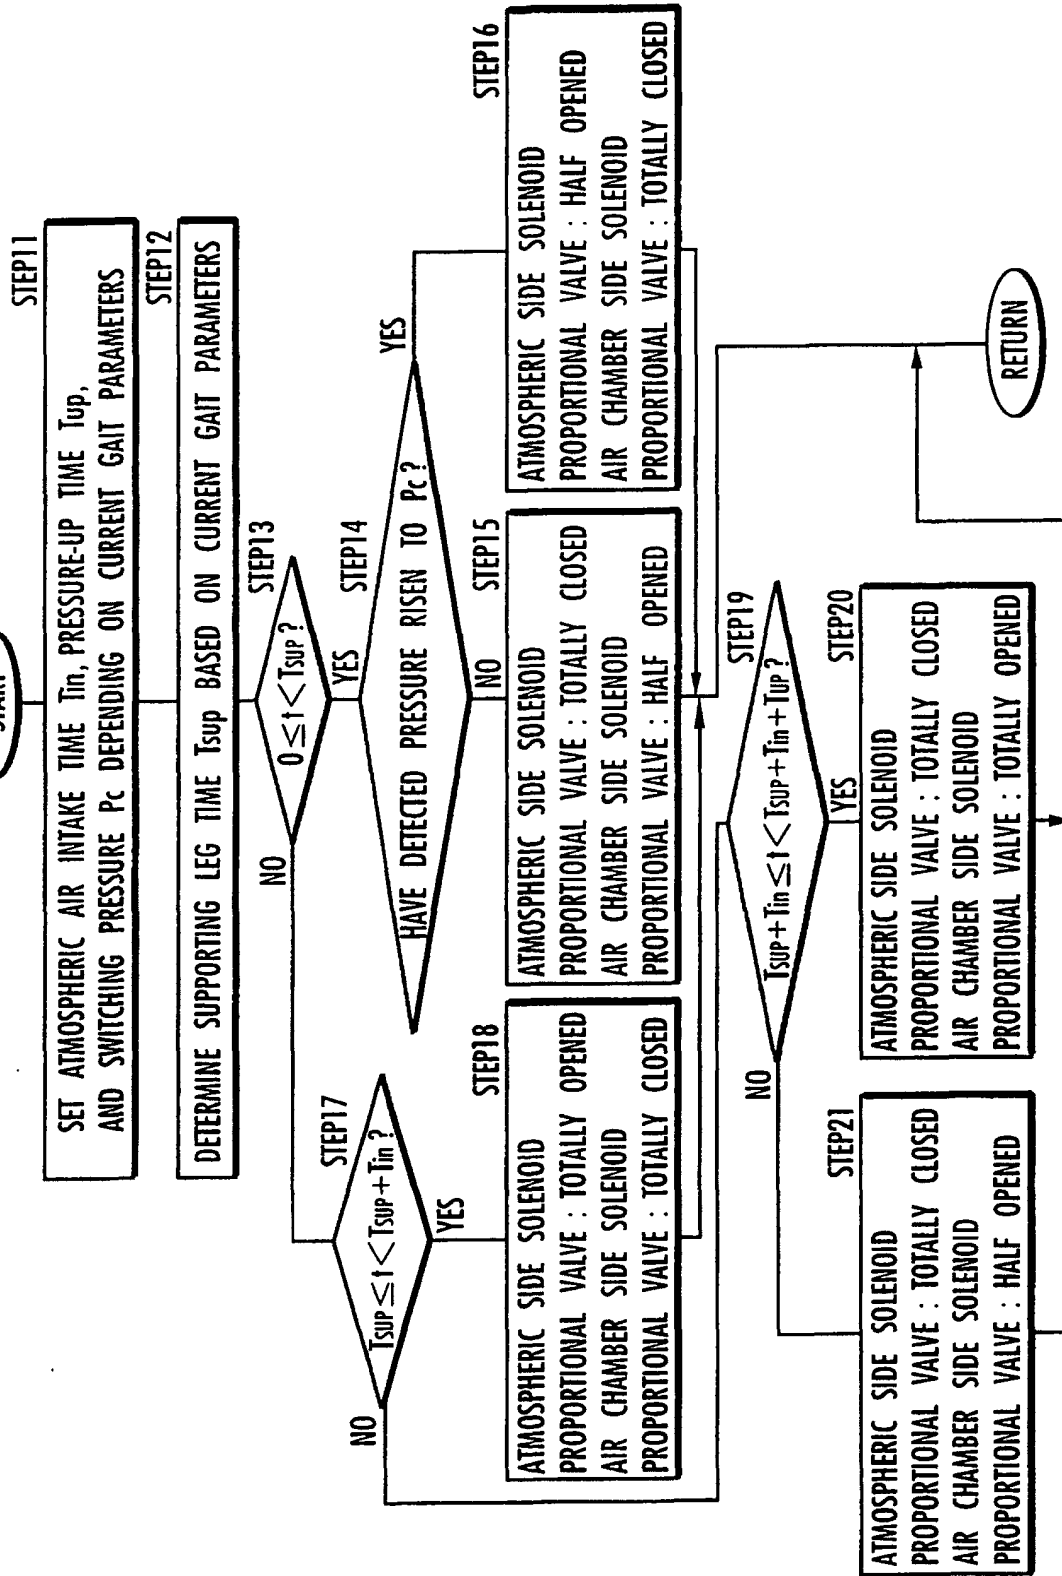 START
STEP11
SET ATMOSPHERIC AIR INTAKE TIME Tin, PRESSURE-UP TIME Tup,
AND SWITCHING PRESSURE Pc DEPENDING ON CURRENT GAIT PARAMETERS
STEP12
DETERMINE SUPPORTING LEG TIME Tsup BASED ON CURRENT GAIT PARAMETERS
STEP13
0≤t<Tsup?
NO
YES
STEP14
HAVE DETECTED PRESSURE RISEN TO Pc?
YES
NO
STEP15
ATMOSPHERIC SIDE SOLENOID
PROPORTIONAL VALVE : TOTALLY CLOSED
AIR CHAMBER SIDE SOLENOID
PROPORTIONAL VALVE : HALF OPENED
STEP16
ATMOSPHERIC SIDE SOLENOID
PROPORTIONAL VALVE : HALF OPENED
AIR CHAMBER SIDE SOLENOID
PROPORTIONAL VALVE : TOTALLY CLOSED
STEP17
Tsup≤t<Tsup+Tin?
NO
YES
STEP18
ATMOSPHERIC SIDE SOLENOID
PROPORTIONAL VALVE : TOTALLY OPENED
AIR CHAMBER SIDE SOLENOID
PROPORTIONAL VALVE : TOTALLY CLOSED
STEP19
Tsup+Tin≤t<Tsup+Tin+Tup?
NO
YES
STEP20
ATMOSPHERIC SIDE SOLENOID
PROPORTIONAL VALVE : TOTALLY CLOSED
AIR CHAMBER SIDE SOLENOID
PROPORTIONAL VALVE : TOTALLY OPENED
STEP21
ATMOSPHERIC SIDE SOLENOID
PROPORTIONAL VALVE : TOTALLY CLOSED
AIR CHAMBER SIDE SOLENOID
PROPORTIONAL VALVE : HALF OPENED
RETURN